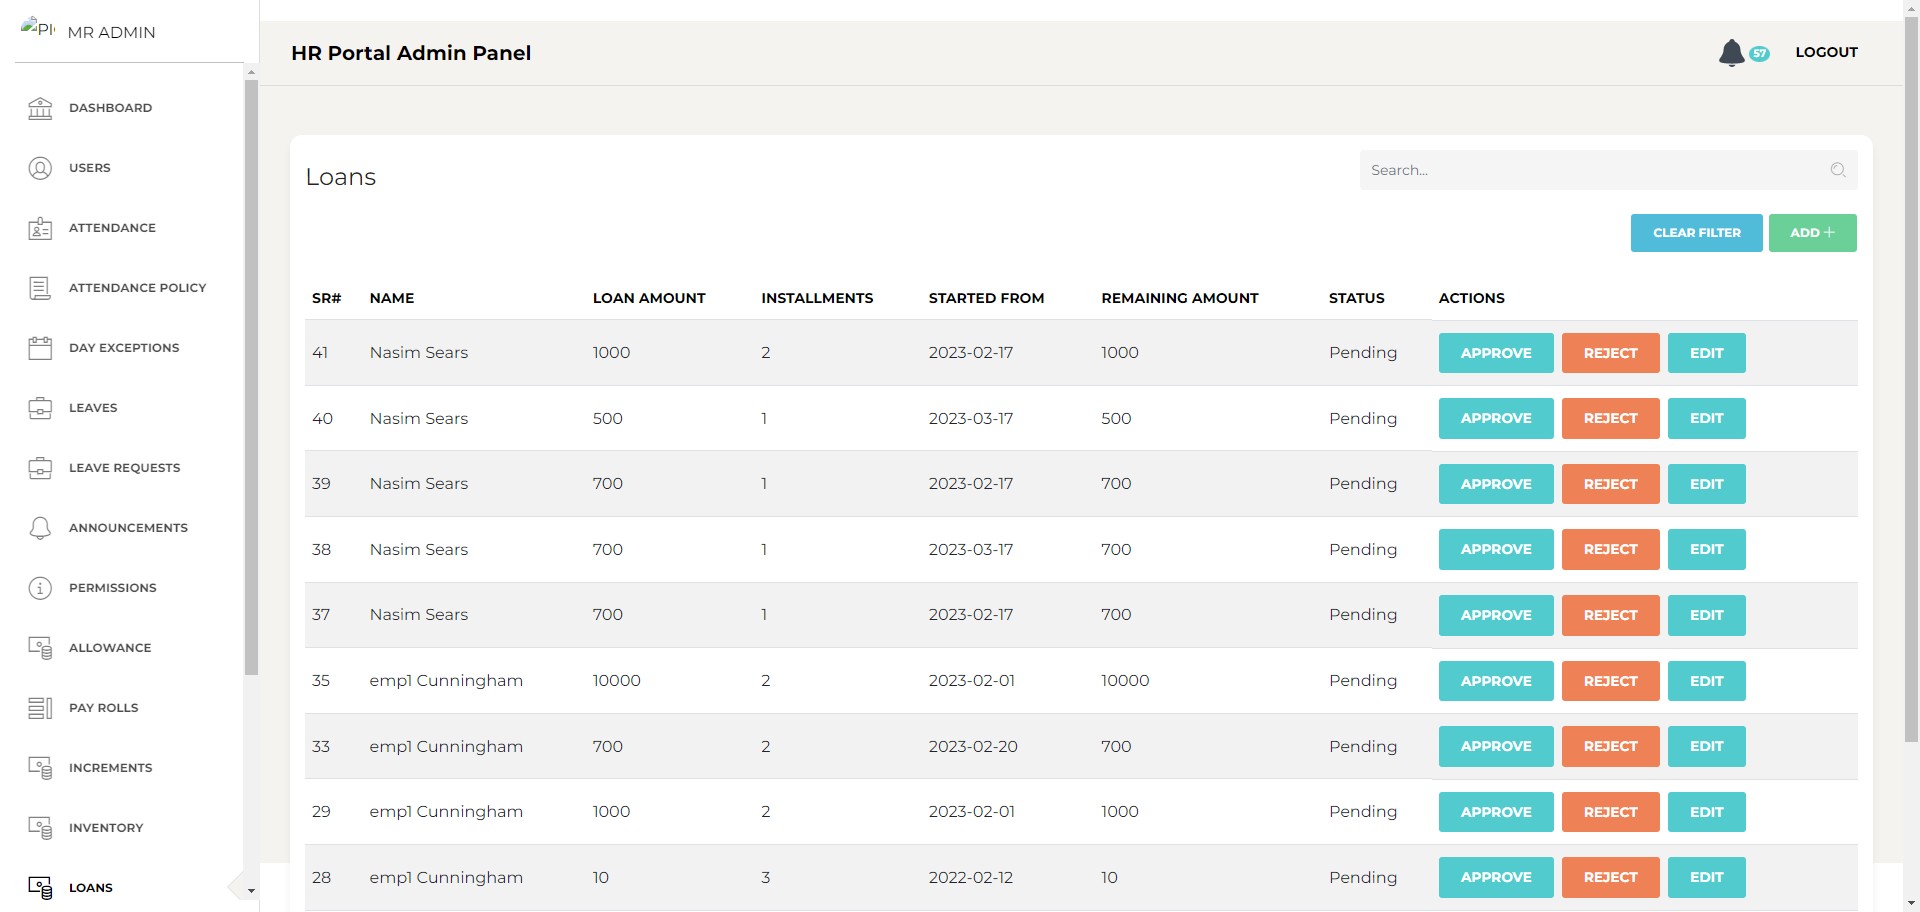 MR ADMIN
DASHBOARD
USERS
ATTENDANCE
ATTENDANCE POLICY
DAY EXCEPTIONS
LEAVES
LEAVE REQUESTS
ANNOUNCEMENTS
PERMISSIONS
ALLOWANCE
PAY ROLLS
INCREMENTS
INVENTORY
LOANS
HR Portal Admin Panel
57
LOGOUT
Loans
Search...
CLEAR FILTER
ADD +
SR# NAME LOAN AMOUNT INSTALLMENTS STARTED FROM REMAINING AMOUNT STATUS ACTIONS
41 Nasim Sears 1000 2 2023-02-17 1000 Pending APPROVE REJECT EDIT
40 Nasim Sears 500 1 2023-03-17 500 Pending APPROVE REJECT EDIT
39 Nasim Sears 700 1 2023-02-17 700 Pending APPROVE REJECT EDIT
38 Nasim Sears 700 1 2023-03-17 700 Pending APPROVE REJECT EDIT
37 Nasim Sears 700 1 2023-02-17 700 Pending APPROVE REJECT EDIT
35 emp1 Cunningham 10000 2 2023-02-01 10000 Pending APPROVE REJECT EDIT
33 emp1 Cunningham 700 2 2023-02-20 700 Pending APPROVE REJECT EDIT
29 emp1 Cunningham 1000 2 2023-02-01 1000 Pending APPROVE REJECT EDIT
28 emp1 Cunningham 10 3 2022-02-12 10 Pending APPROVE REJECT EDIT